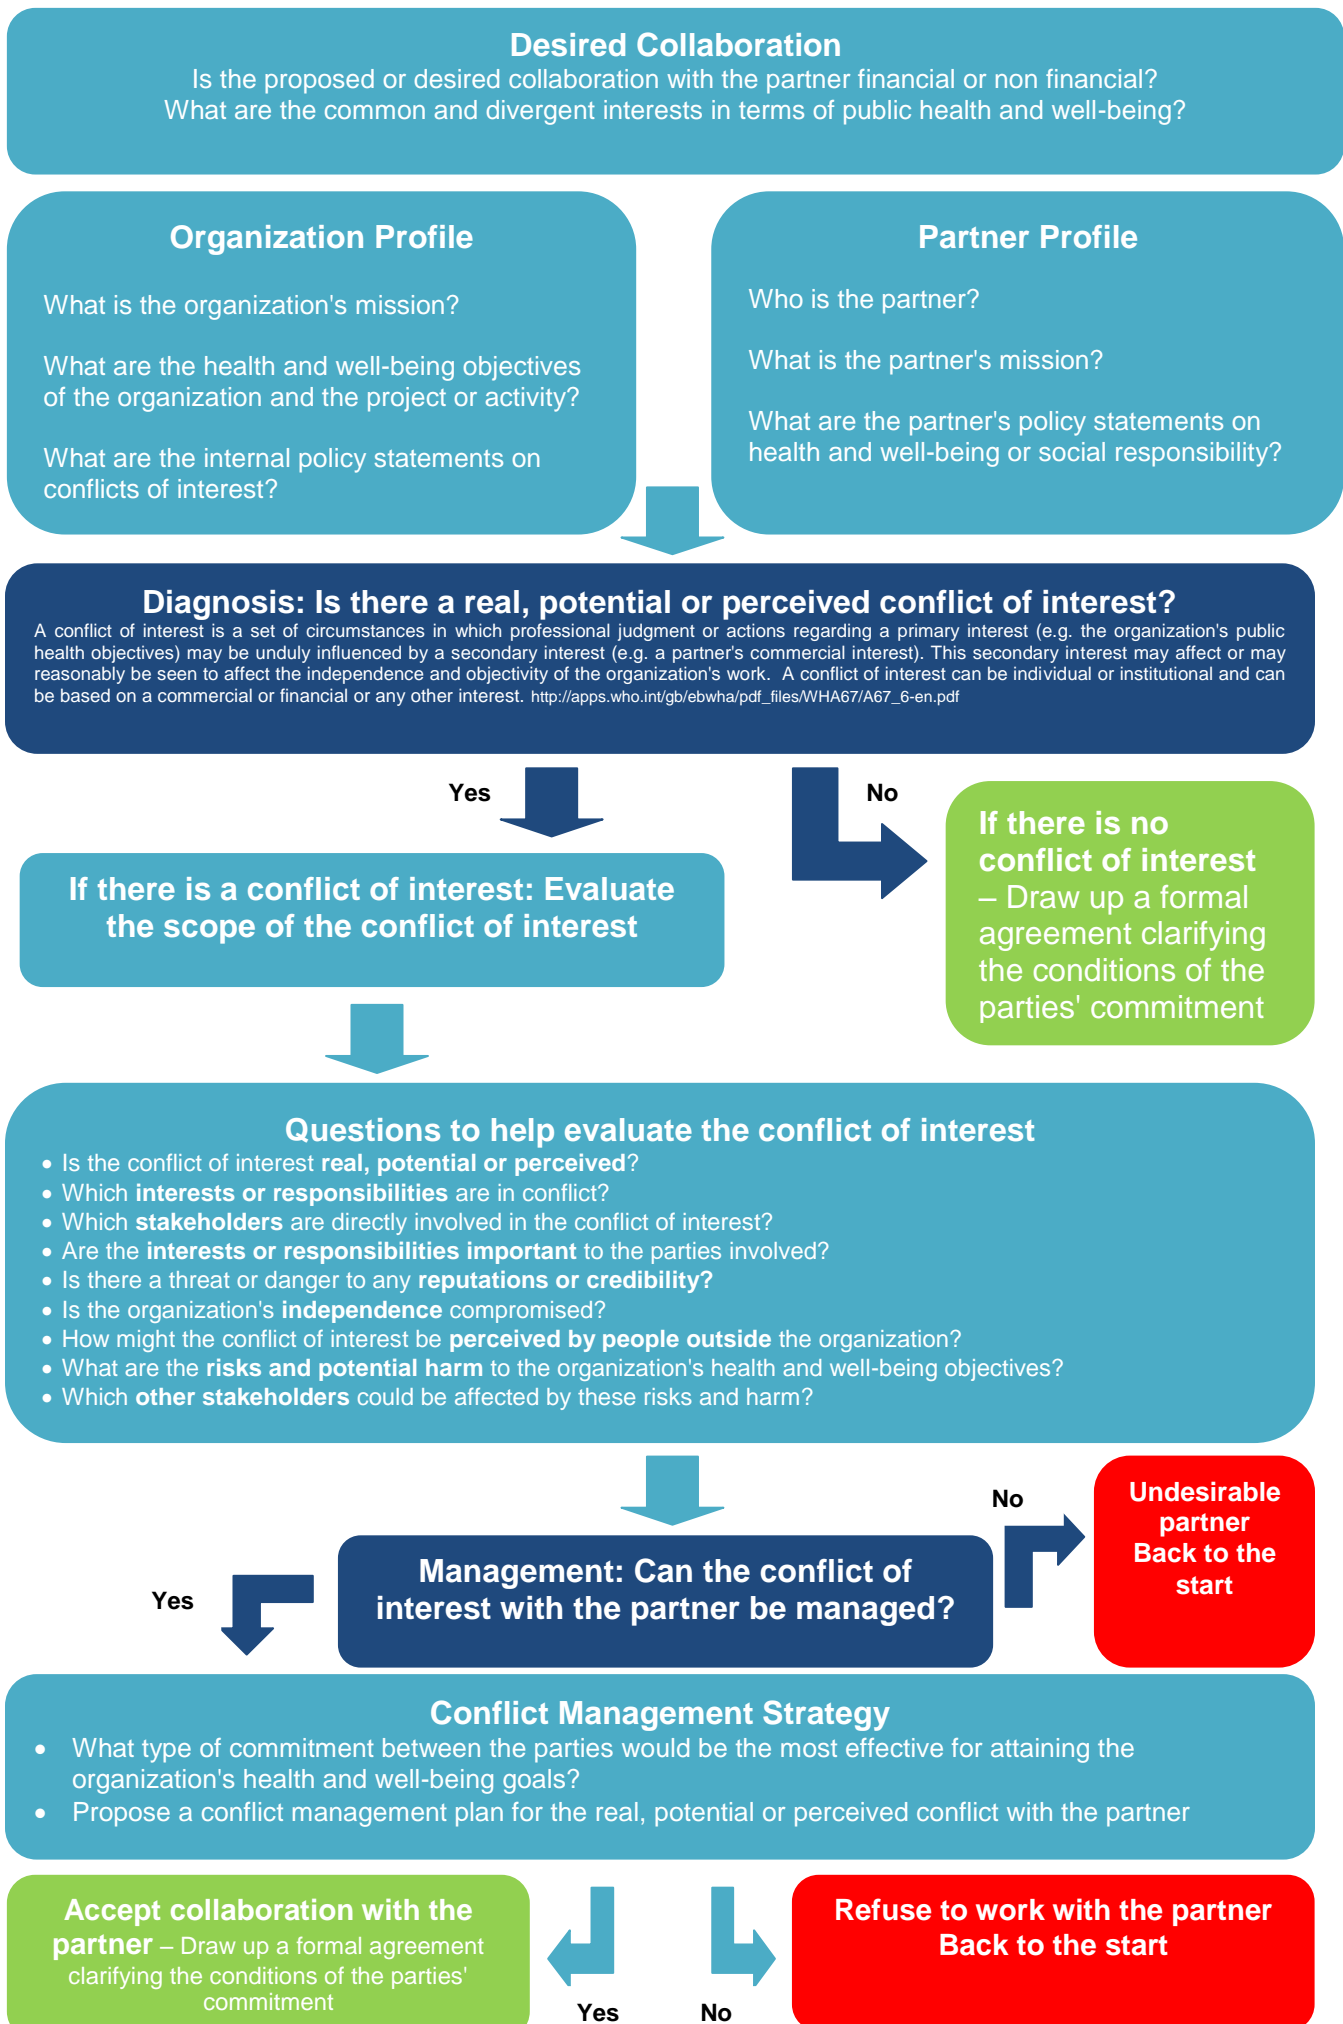 Desired Collaboration
Is the proposed or desired collaboration with the partner financial or non financial?
What are the common and divergent interests in terms of public health and well-being?
Organization Profile
What is the organization's mission?
What are the health and well-being objectives
of the organization and the project or activity?
What are the internal policy statements on
conflicts of interest?
Partner Profile
Who is the partner?
What is the partner's mission?
What are the partner's policy statements on
health and well-being or social responsibility?
Diagnosis: Is there a real, potential or perceived conflict of interest?
A conflict of interest is a set of circumstances in which professional judgment or actions regarding a primary interest (e.g. the organization's public
health objectives) may be unduly influenced by a secondary interest (e.g. a partner's commercial interest). This secondary interest may affect or may
reasonably be seen to affect the independence and objectivity of the organization's work. A conflict of interest can be individual or institutional and can
be based on a commercial or financial or any other interest. http://apps.who.int/gb/ebwha/pdf_files/WHA67/A67_6-en.pdf
Yes
No
If there is no
conflict of interest
– Draw up a formal
agreement clarifying
the conditions of the
parties' commitment
If there is a conflict of interest: Evaluate
the scope of the conflict of interest
Questions to help evaluate the conflict of interest
• Is the conflict of interest real, potential or perceived?
• Which interests or responsibilities are in conflict?
• Which stakeholders are directly involved in the conflict of interest?
• Are the interests or responsibilities important to the parties involved?
• Is there a threat or danger to any reputations or credibility?
• Is the organization's independence compromised?
• How might the conflict of interest be perceived by people outside the organization?
• What are the risks and potential harm to the organization's health and well-being objectives?
• Which other stakeholders could be affected by these risks and harm?
No
Undesirable
partner
Back to the
start
Management: Can the conflict of
interest with the partner be managed?
Yes
Conflict Management Strategy
• What type of commitment between the parties would be the most effective for attaining the
organization's health and well-being goals?
• Propose a conflict management plan for the real, potential or perceived conflict with the partner
Accept collaboration with the
partner – Draw up a formal agreement
clarifying the conditions of the parties'
commitment
Yes
No
Refuse to work with the partner
Back to the start